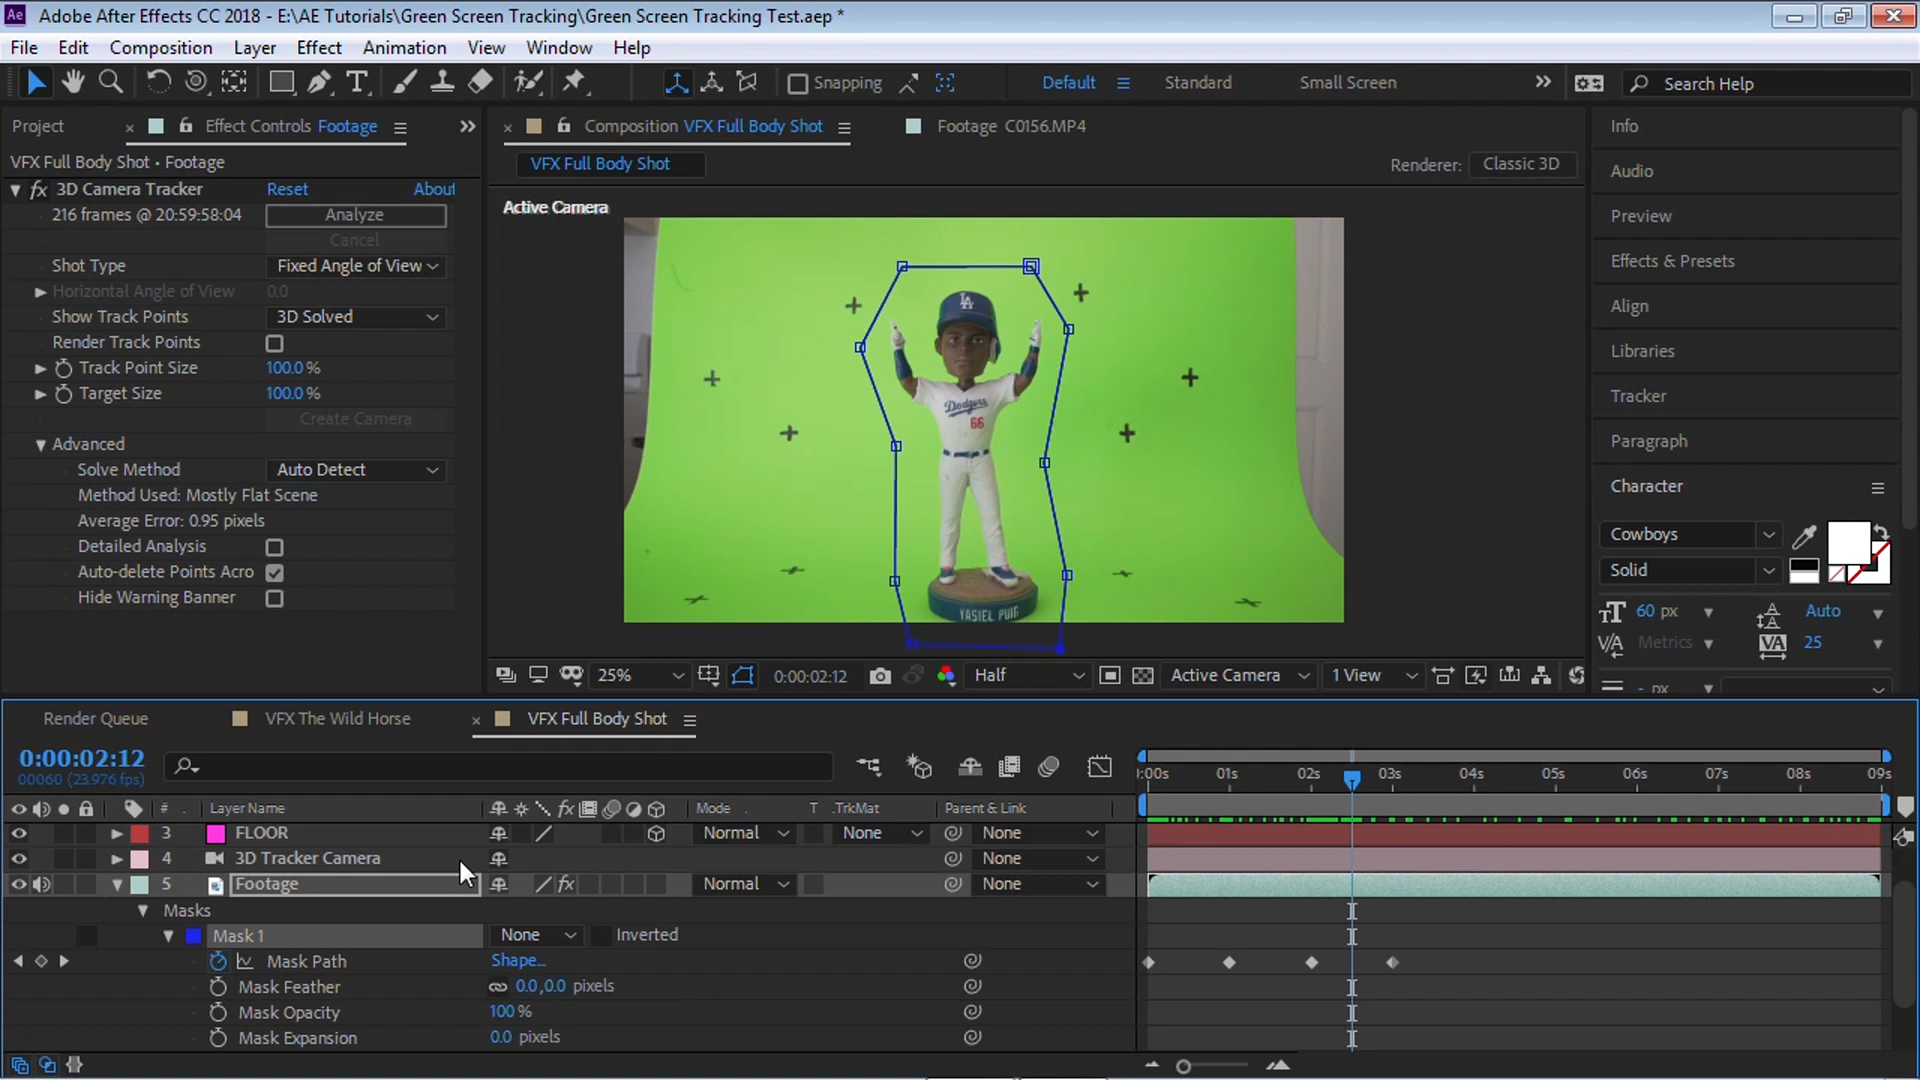 Adobe After Effects CC 2018 - E:\AE Tutorials\Green Screen Tracking\Green Screen Tracking Test.aep *
File Edit Composition Layer Effect Animation View Window Help
Snapping Default Standard Small Screen Search Help
Project Effect Controls Footage
VFX Full Body Shot • Footage
fx 3D Camera Tracker Reset About
216 frames @ 20:59:58:04 Analyze
Cancel
Shot Type Fixed Angle of View
Horizontal Angle of View 0.0
Show Track Points 3D Solved
Render Track Points
Track Point Size 100.0 %
Target Size 100.0 %
Create Camera
Advanced
Solve Method Auto Detect
Method Used: Mostly Flat Scene
Average Error: 0.95 pixels
Detailed Analysis
Auto-delete Points Acro
Hide Warning Banner
Composition VFX Full Body Shot Footage C0156.MP4
VFX Full Body Shot Renderer: Classic 3D
Active Camera
LA
Dodgers
66
YASIEL PUIG
25% 0:00:02:12 Half Active Camera 1 View
Info
Audio
Preview
Effects & Presets
Align
Libraries
Tracker
Paragraph
Character
Cowboys
Solid
60 px Auto
Metrics 25
- px
Render Queue VFX The Wild Horse VFX Full Body Shot
0:00:02:12
00060 (23.976 fps)
:00s 01s 02s 03s 04s 05s 06s 07s 08s 09s
# Layer Name fx Mode T .TrkMat Parent & Link
3 FLOOR Normal None None
4 3D Tracker Camera None
5 Footage fx Normal None
Masks
Mask 1 None Inverted
Mask Path Shape...
Mask Feather 0.0,0.0 pixels
Mask Opacity 100 %
Mask Expansion 0.0 pixels